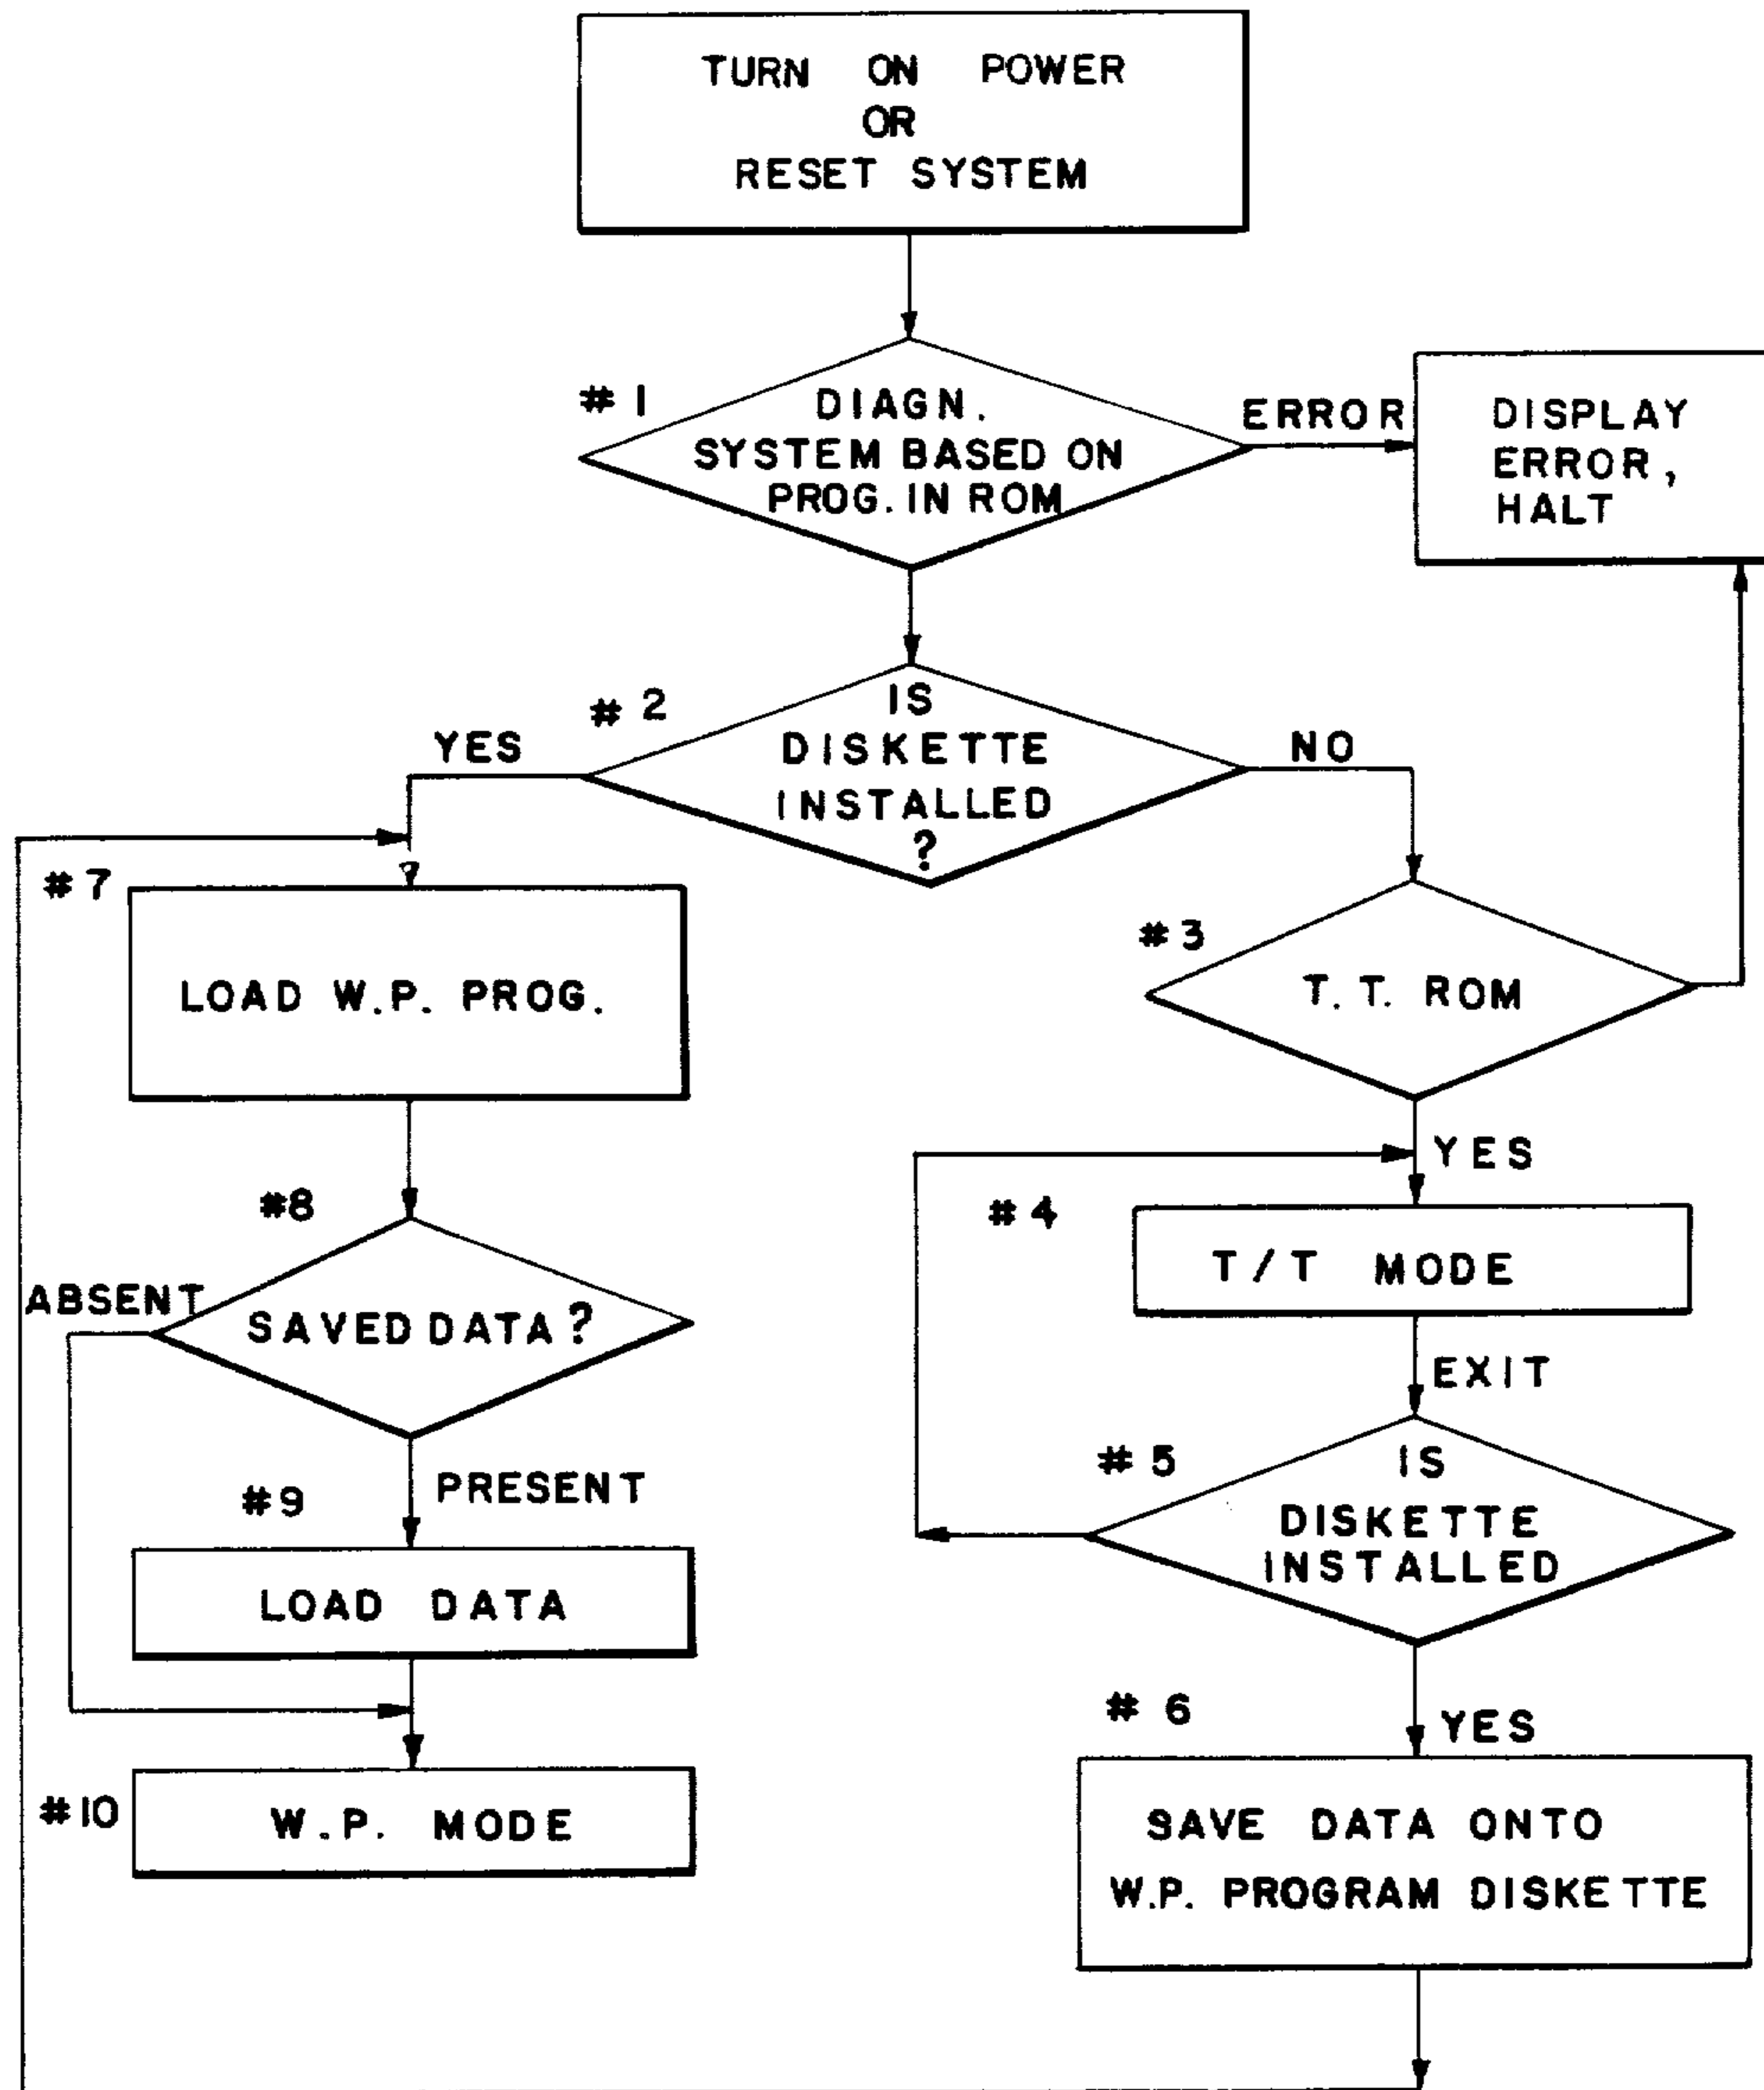 TURN ON POWER
OR
RESET SYSTEM
#1
DIAGN.
SYSTEM BASED ON
PROG. IN ROM
ERROR
DISPLAY
ERROR,
HALT
#2
IS
DISKETTE
INSTALLED
?
YES
NO
#7
LOAD W.P. PROG.
#3
T.T. ROM
YES
#8
SAVED DATA?
ABSENT
PRESENT
#4
T/T MODE
EXIT
#9
LOAD DATA
#5
IS
DISKETTE
INSTALLED
YES
#10
W.P. MODE
#6
SAVE DATA ONTO
W.P. PROGRAM DISKETTE